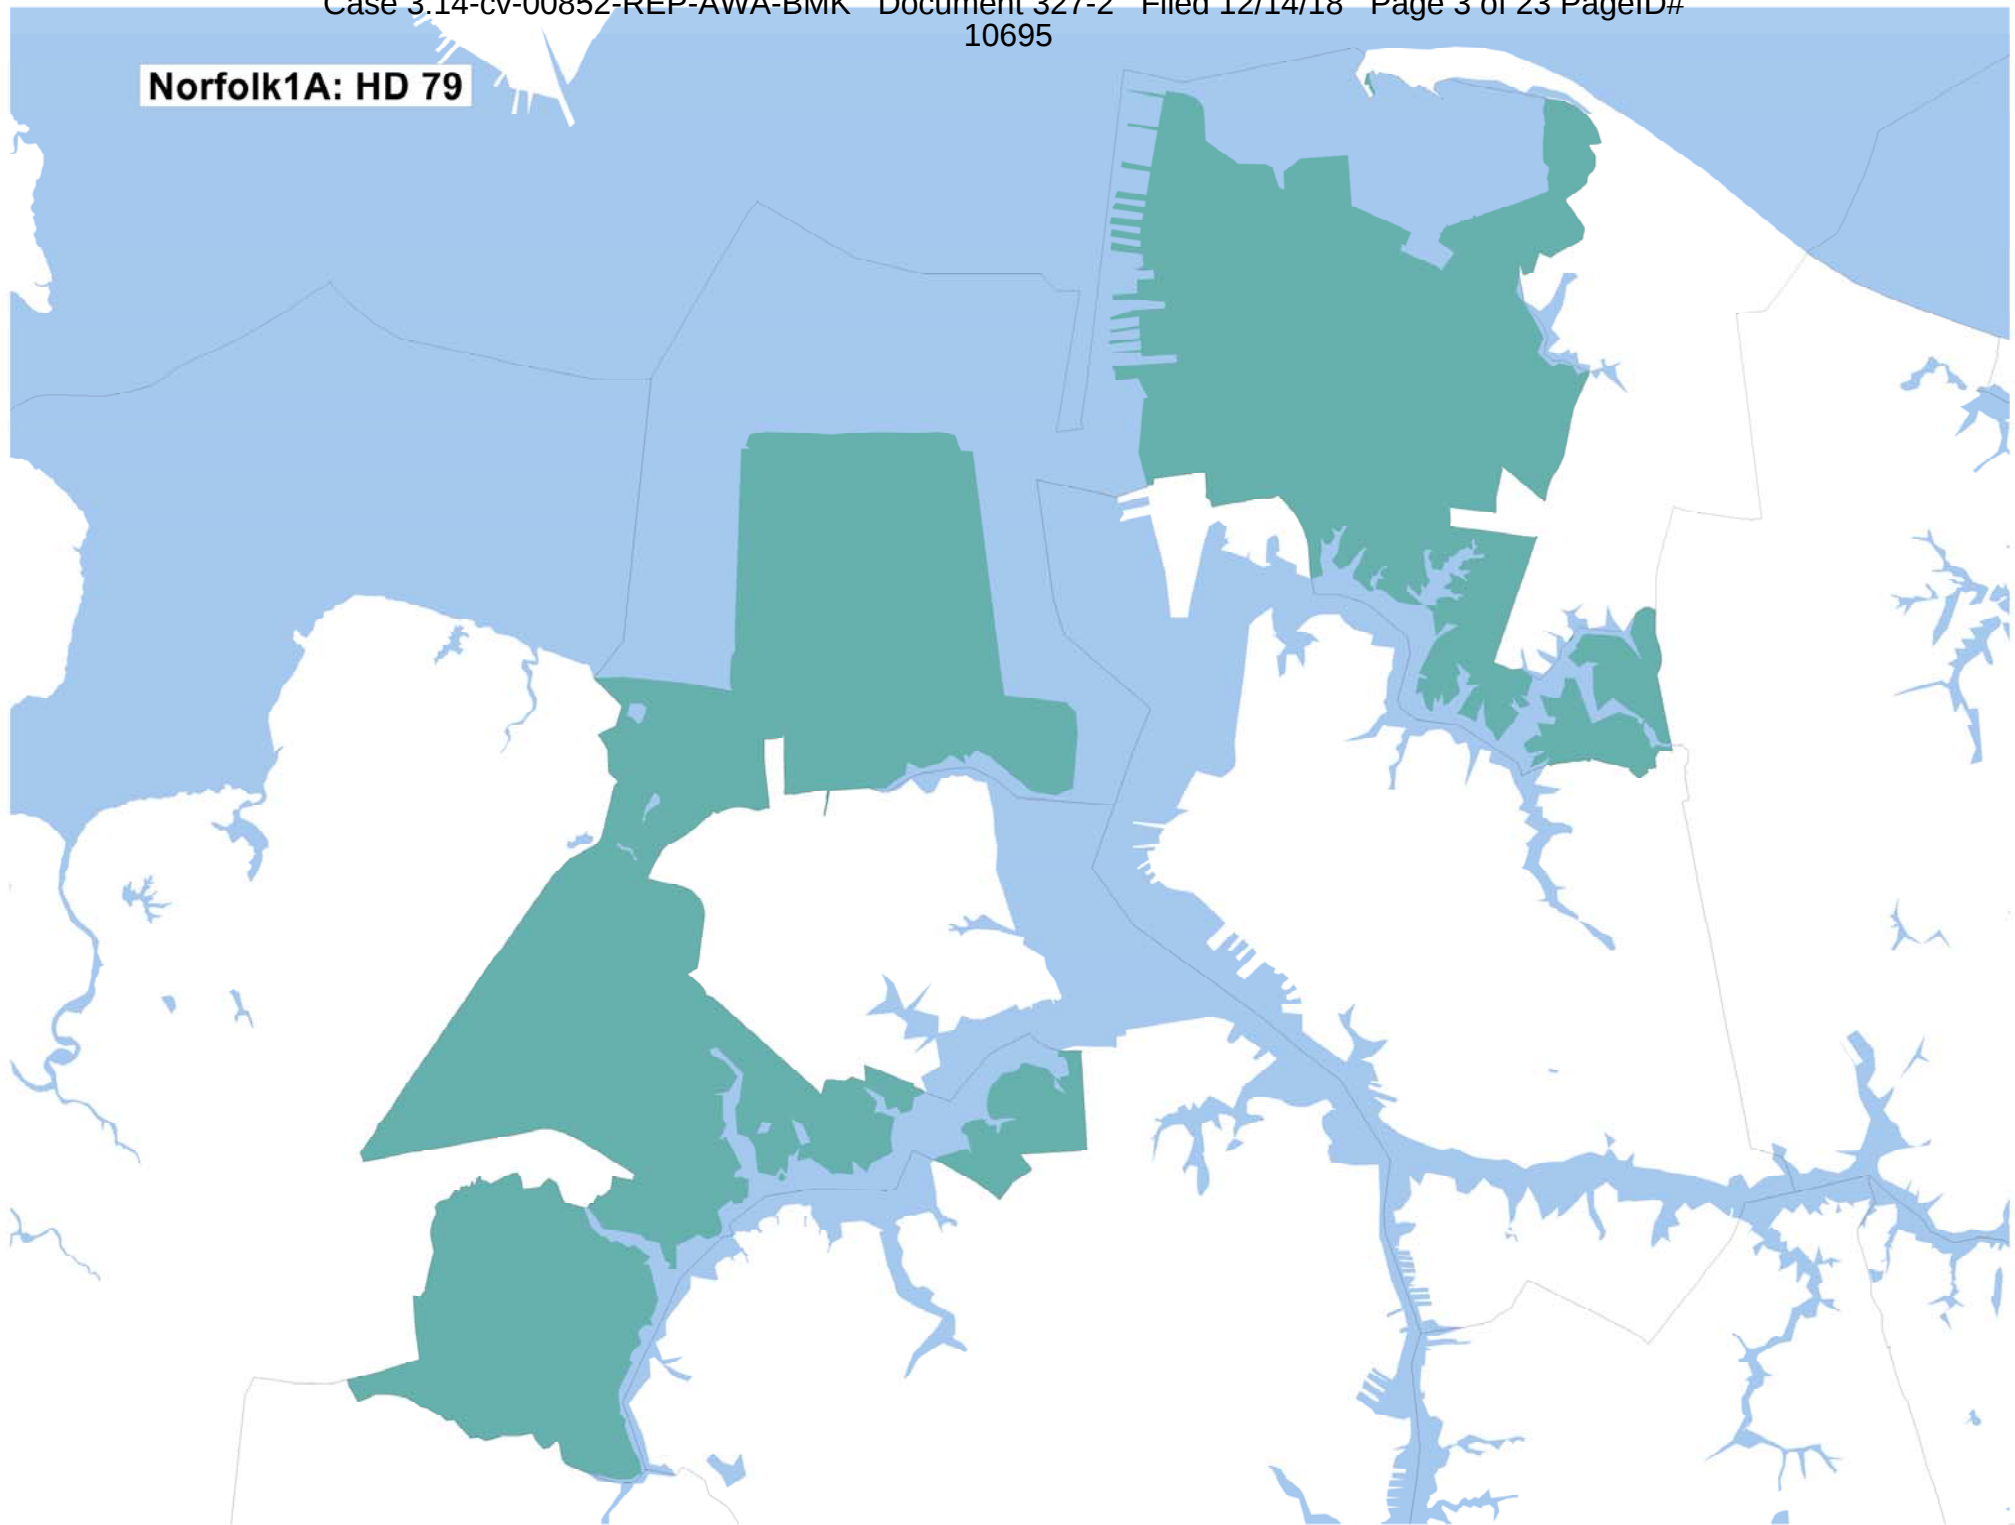 Case 3:14-cv-00852-REP-AWA-BMK Document 327-2 Filed 12/14/18 Page 3 of 23 PageID#
10695
Norfolk1A: HD 79